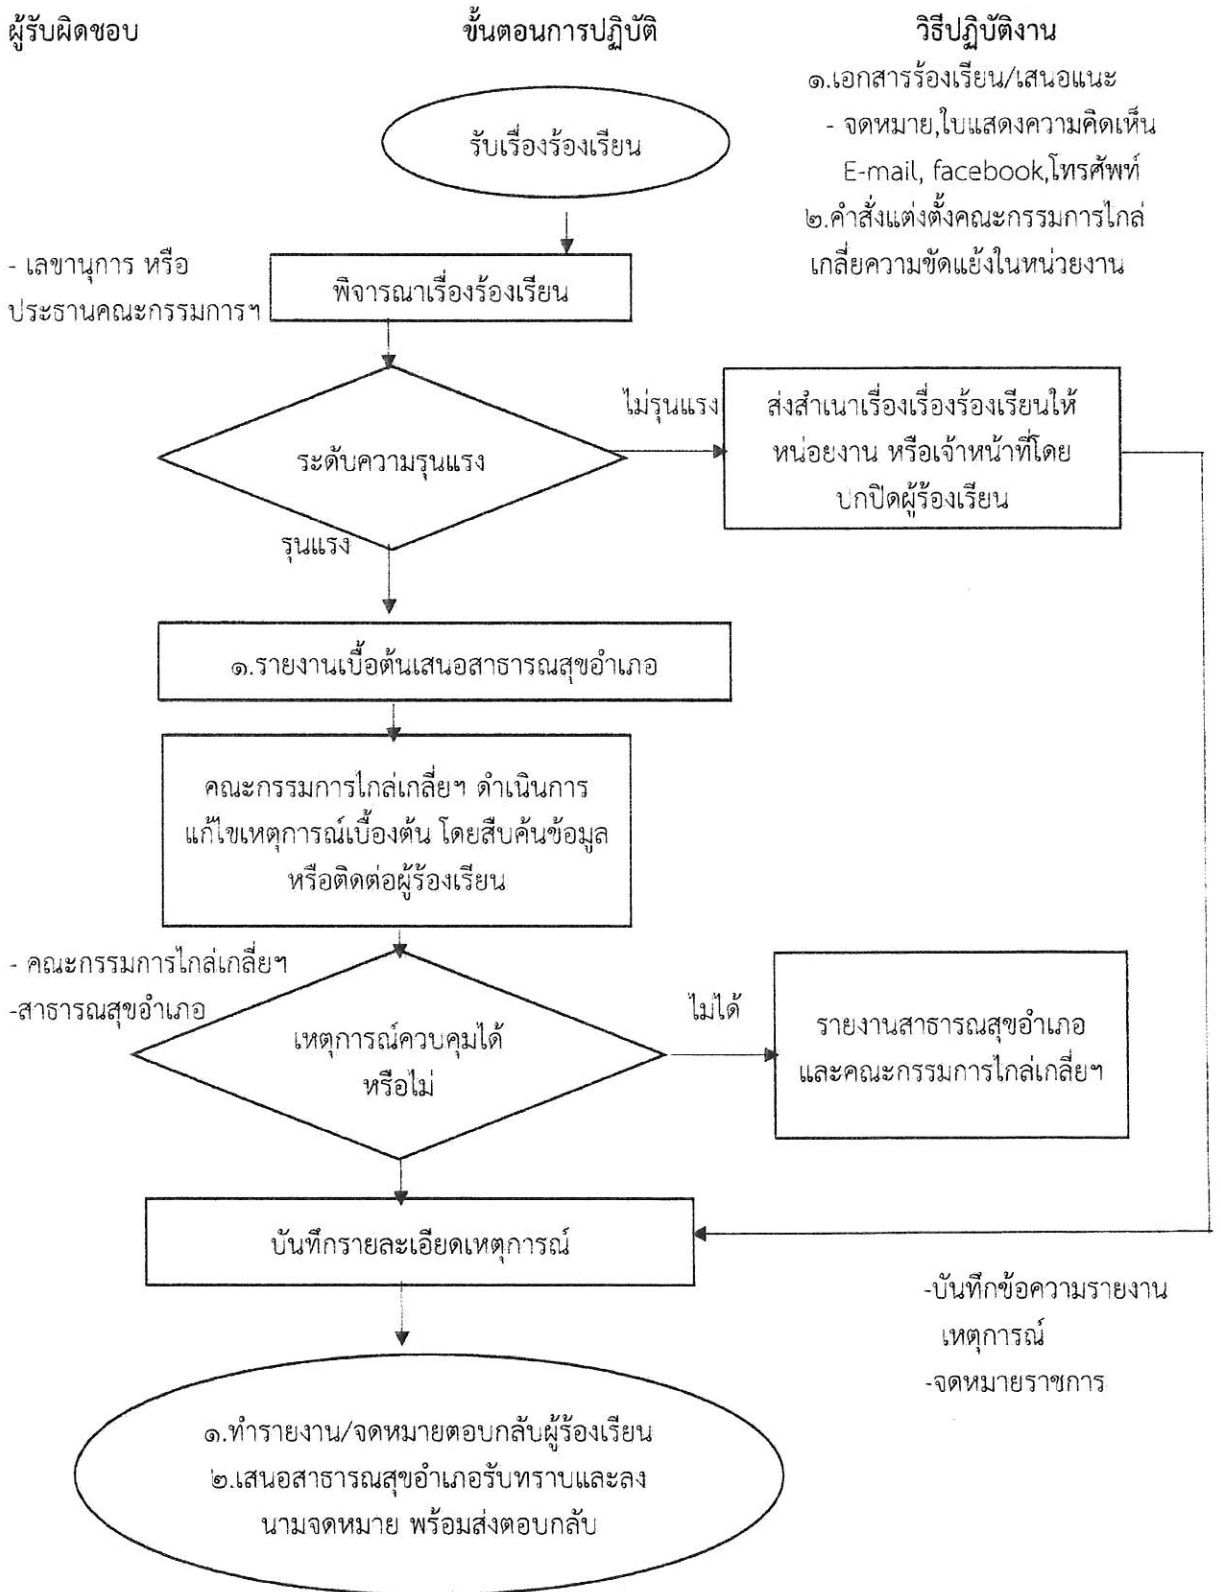 ผู้รับผิดชอบ
ขั้นตอนการปฏิบัติ
วิธีปฏิบัติงาน
๑.เอกสารร้องเรียน/เสนอแนะ
- จดหมาย,ใบแสดงความคิดเห็น
E-mail, facebook,โทรศัพท์
๒.คำสั่งแต่งตั้งคณะกรรมการไกล่
เกลี่ยความขัดแย้งในหน่วยงาน
รับเรื่องร้องเรียน
- เลขานุการ หรือ
ประธานคณะกรรมการฯ
พิจารณาเรื่องร้องเรียน
ระดับความรุนแรง
ไม่รุนแรง
ส่งสำเนาเรื่องเรื่องร้องเรียนให้
หน่อยงาน หรือเจ้าหน้าที่โดย
ปกปิดผู้ร้องเรียน
รุนแรง
๑.รายงานเบื้อต้นเสนอสาธารณสุขอำเภอ
คณะกรรมการไกล่เกลี่ยฯ ดำเนินการ
แก้ไขเหตุการณ์เบื้องต้น โดยสืบค้นข้อมูล
หรือติดต่อผู้ร้องเรียน
- คณะกรรมการไกล่เกลี่ยฯ
-สาธารณสุขอำเภอ
เหตุการณ์ควบคุมได้
หรือไม่
ไม่ได้
รายงานสาธารณสุขอำเภอ
และคณะกรรมการไกล่เกลี่ยฯ
บันทึกรายละเอียดเหตุการณ์
-บันทึกข้อความรายงาน
เหตุการณ์
-จดหมายราชการ
๑.ทำรายงาน/จดหมายตอบกลับผู้ร้องเรียน
๒.เสนอสาธารณสุขอำเภอรับทราบและลง
นามจดหมาย พร้อมส่งตอบกลับ